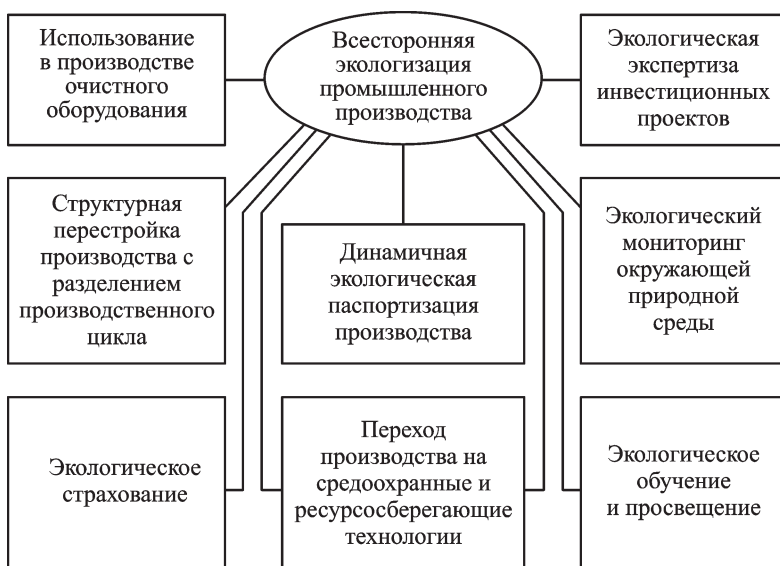 Использование
в производстве
очистного
оборудования
Всесторонняя
экологизация
промышленного
производства
Экологическая
экспертиза
инвестиционных
проектов
Структурная
перестройка
производства с
разделением
производственного
цикла
Динамичная
экологическая
паспортизация
производства
Экологический
мониторинг
окружающей
природной
среды
Экологическое
страхование
Переход
производства на
средоохранные и
ресурсосберегающие
технологии
Экологическое
обучение
и просвещение